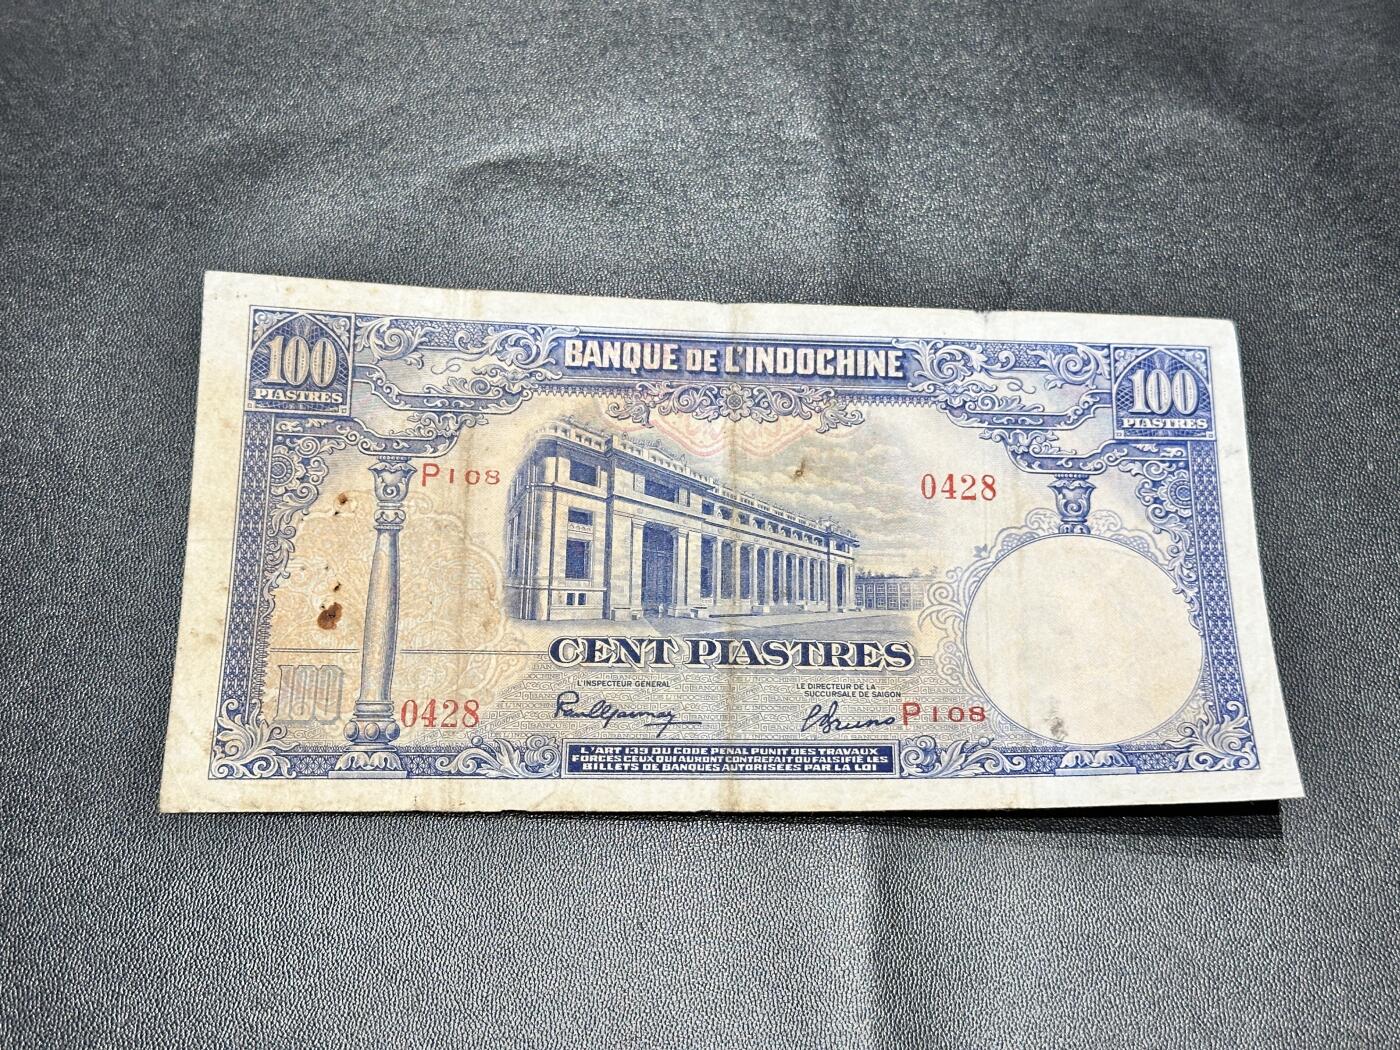 100
PIASTRES
BANQUE DE L'INDOCHINE
100
PIASTRES
P108
0428
CENT PIASTRES
L'INSPECTEUR GÉNÉRAL
LE DIRECTEUR DE LA
SUCCURSALE DE SAIGON
100
0428
P108
L'ART 139 DU CODE PENAL PUNIT DES TRAVAUX
FORCES CEUX QUI AURONT CONTREFAIT OU FALSIFIE LES
BILLETS DE BANQUES AUTORISÉES PAR LA LOI